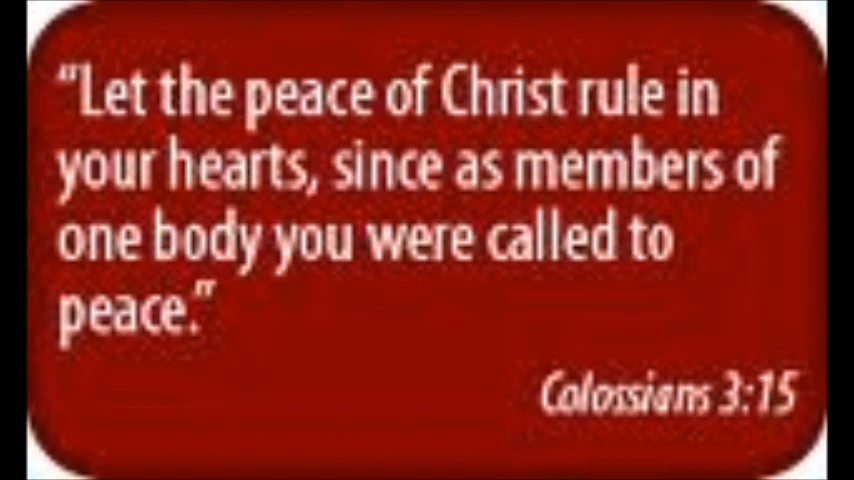 “Let the peace of Christ rule in
your hearts, since as members of
one body you were called to
peace.”
Colossians 3:15